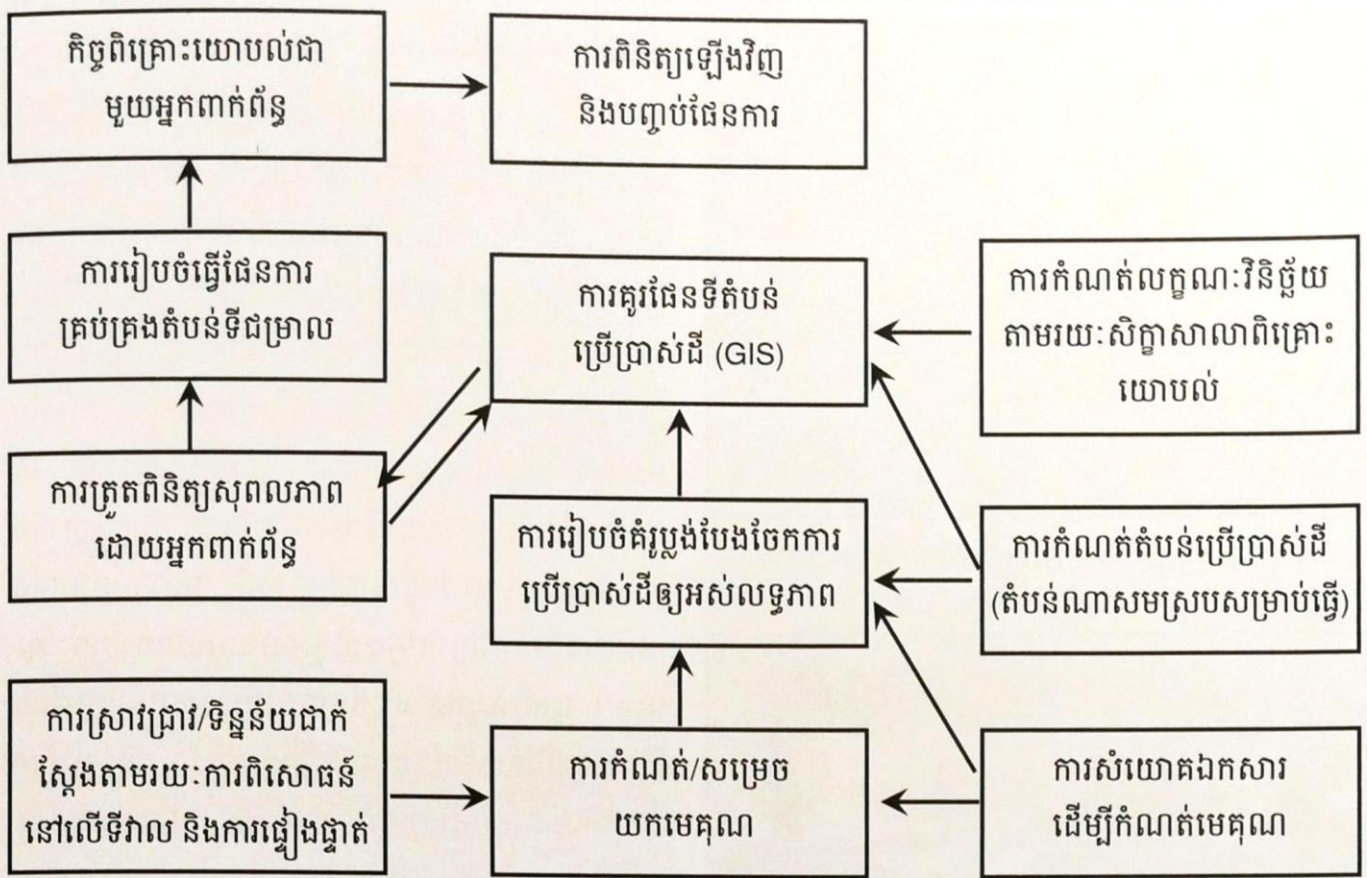 កិច្ចពិគ្រោះយោបល់ជា
មួយអ្នកពាក់ព័ន្ធ
ការពិនិត្យឡើងវិញ
និងបញ្ចប់ផែនការ
ការរៀបចំធ្វើផែនការ
គ្រប់គ្រងតំបន់ទីជម្រាល
ការគូរផែនទីតំបន់
ប្រើប្រាស់ដី (GIS)
ការកំណត់លក្ខណៈវិនិច្ឆ័យ
តាមរយៈសិក្ខាសាលាពិគ្រោះ
យោបល់
ការត្រួតពិនិត្យសុពលភាព
ដោយអ្នកពាក់ព័ន្ធ
ការរៀបចំគំរូប្លង់បែងចែកការ
ប្រើប្រាស់ដីឲ្យអស់លទ្ធភាព
ការកំណត់តំបន់ប្រើប្រាស់ដី
(តំបន់ណាសមស្របសម្រាប់ធ្វើ)
ការស្រាវជ្រាវ/ទិន្នន័យជាក់
ស្តែងតាមរយៈការពិសោធន៍
នៅលើទីវាល និងការផ្ទៀងផ្ទាត់
ការកំណត់/សម្រេច
យកមេគុណ
ការសំយោគឯកសារ
ដើម្បីកំណត់មេគុណ